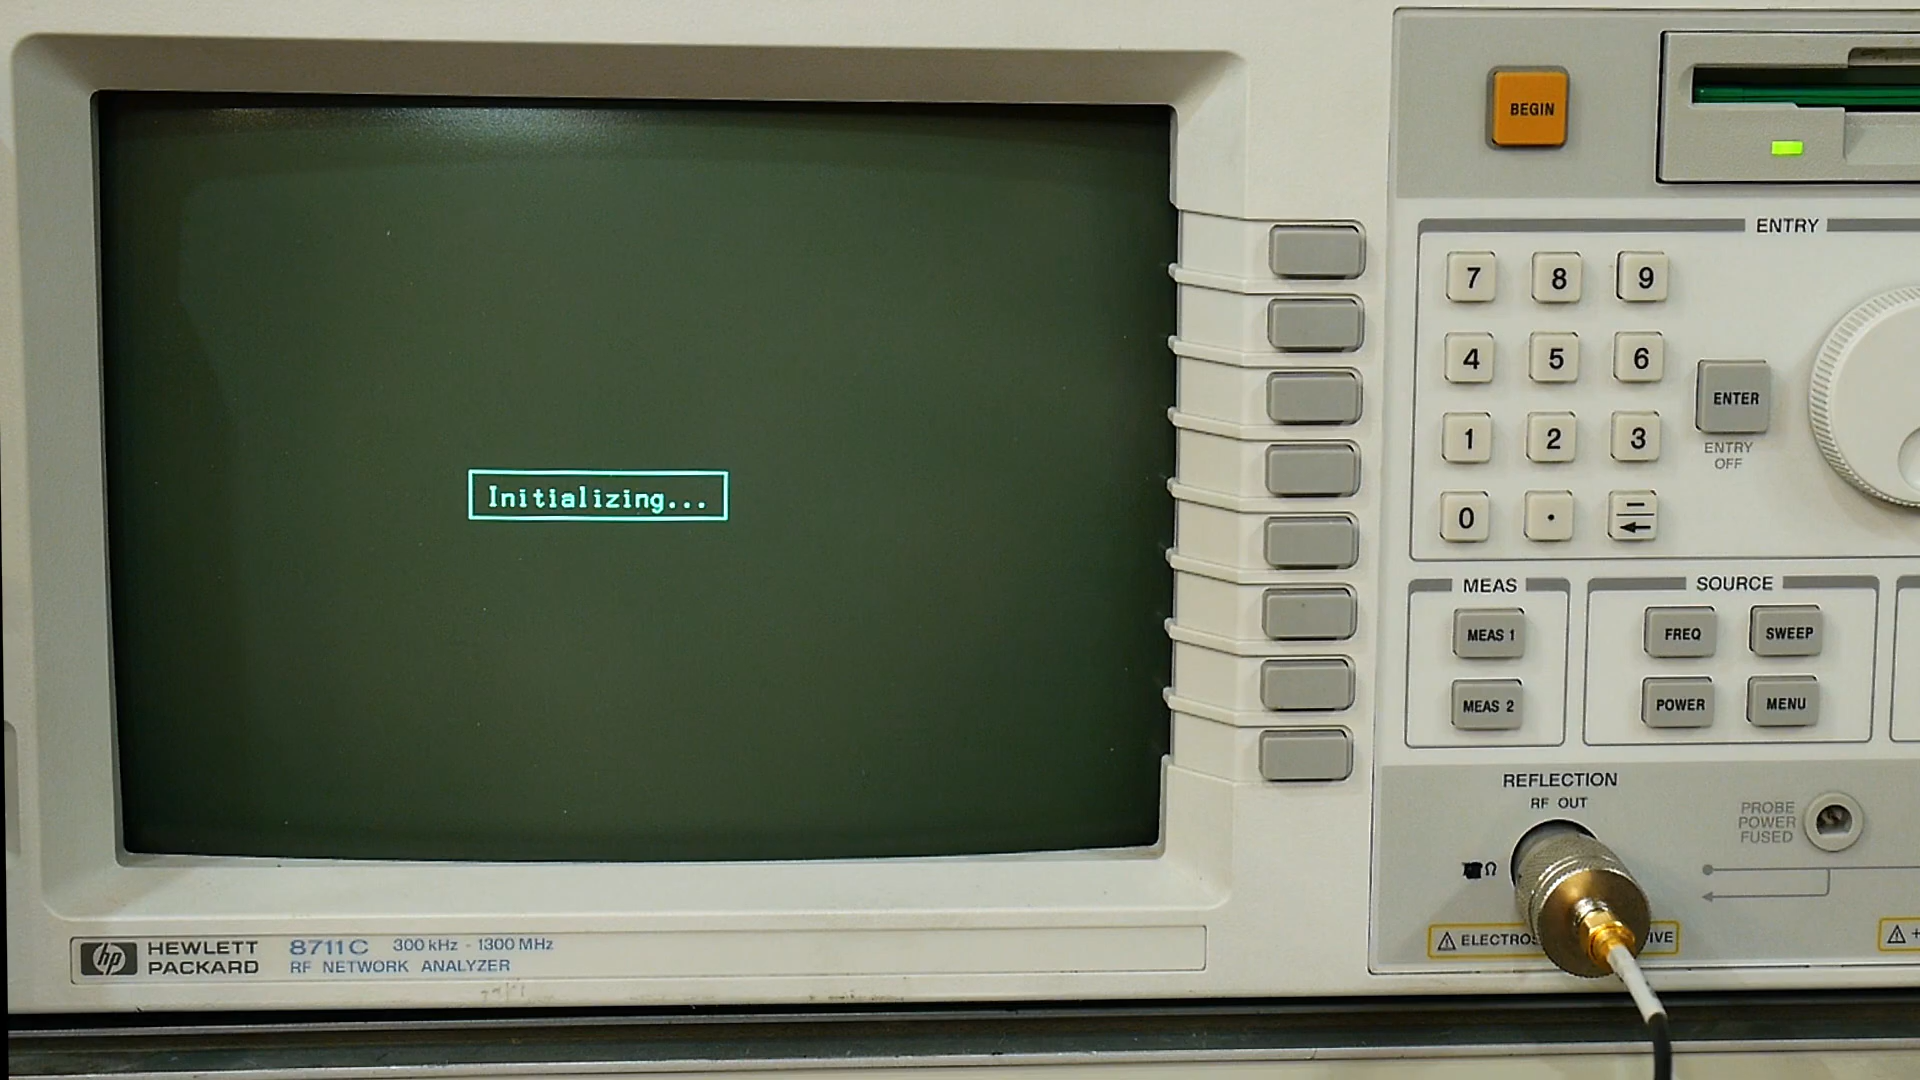 Initializing...
hp HEWLETT PACKARD
8711C 300 kHz - 1300 MHz
RF NETWORK ANALYZER
BEGIN
ENTRY
7 8 9
4 5 6
1 2 3
0 . –
←
ENTER
ENTRY
OFF
MEAS
MEAS 1
MEAS 2
SOURCE
FREQ SWEEP
POWER MENU
REFLECTION
RF OUT
Ω
PROBE
POWER
FUSED